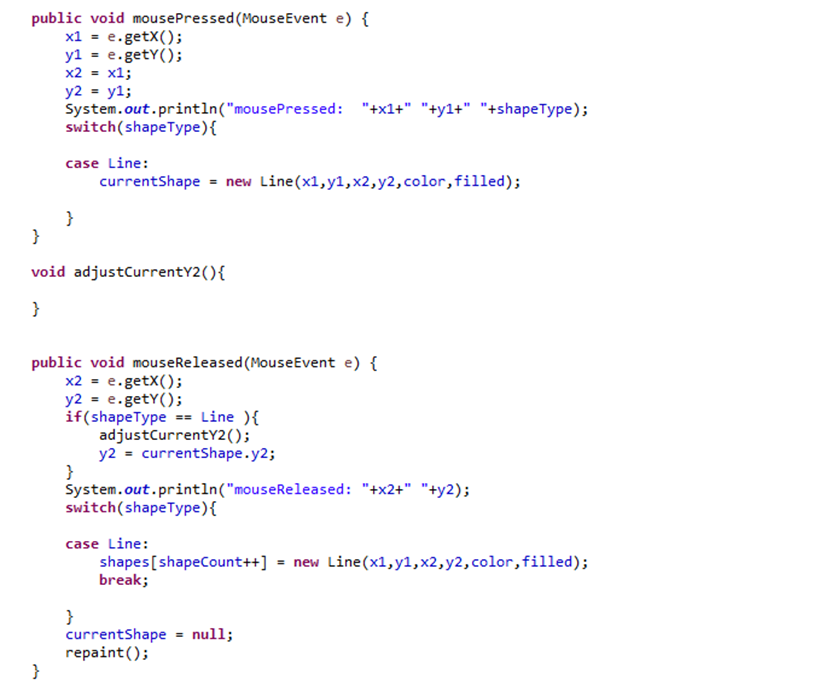 public void mousePressed(MouseEvent e) {
x1 = e.getX();
y1 = e.getY();
x2 = x1;
y2 = y1;
System.out.println("mousePressed:  "+x1+" "+y1+" "+shapeType);
switch(shapeType){
case Line:
currentShape = new Line(x1,y1,x2,y2,color,filled);
}
}
void adjustCurrentY2(){
}
public void mouseReleased(MouseEvent e) {
x2 = e.getX();
y2 = e.getY();
if(shapeType == Line ){
adjustCurrentY2();
y2 = currentShape.y2;
}
System.out.println("mouseReleased: "+x2+" "+y2);
switch(shapeType){
case Line:
shapes[shapeCount++] = new Line(x1,y1,x2,y2,color,filled);
break;
}
currentShape = null;
repaint();
}